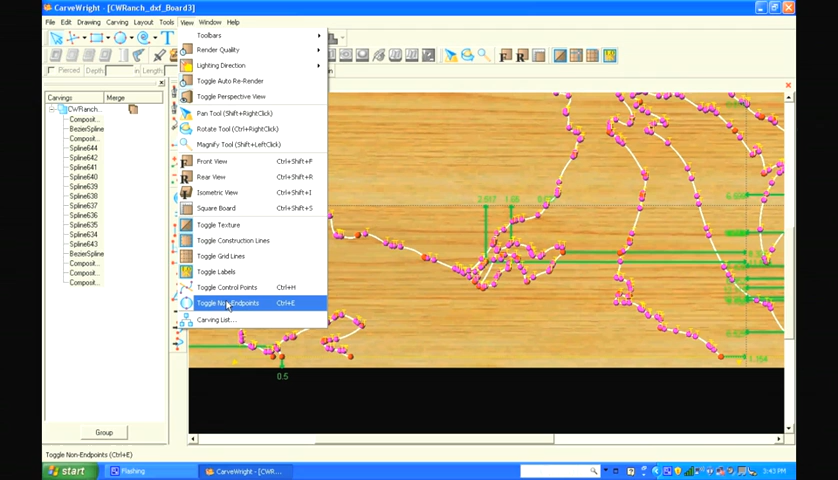 CarveWright - [CWRanch_dxf_Board3]
File Edit Drawing Carving Layout Tools View Window Help
Pierced Depth: in Length:
Carvings Merge
CWRanch...
Composit...
BezierSpline
Composit...
Spline644
Spline642
Spline641
Spline640
Spline639
Spline638
Spline637
Spline636
Spline635
Spline634
Spline643
BezierSpline
Composit...
Composit...
Composit...
Group
Toolbars
Render Quality
Lighting Direction
Toggle Auto Re-Render
Toggle Perspective View
Pan Tool (Shift+RightClick)
Rotate Tool (Ctrl+RightClick)
Magnify Tool (Shift+LeftClick)
Front View Ctrl+Shift+F
Rear View Ctrl+Shift+R
Isometric View Ctrl+Shift+I
Square Board Ctrl+Shift+S
Toggle Texture
Toggle Construction Lines
Toggle Grid Lines
Toggle Labels
Toggle Control Points Ctrl+H
Toggle Non-Endpoints Ctrl+E
Carving List...
0.5
1.154
Toggle Non-Endpoints (Ctrl+E)
start Flashing CarveWright - [CWR... 3:43 PM